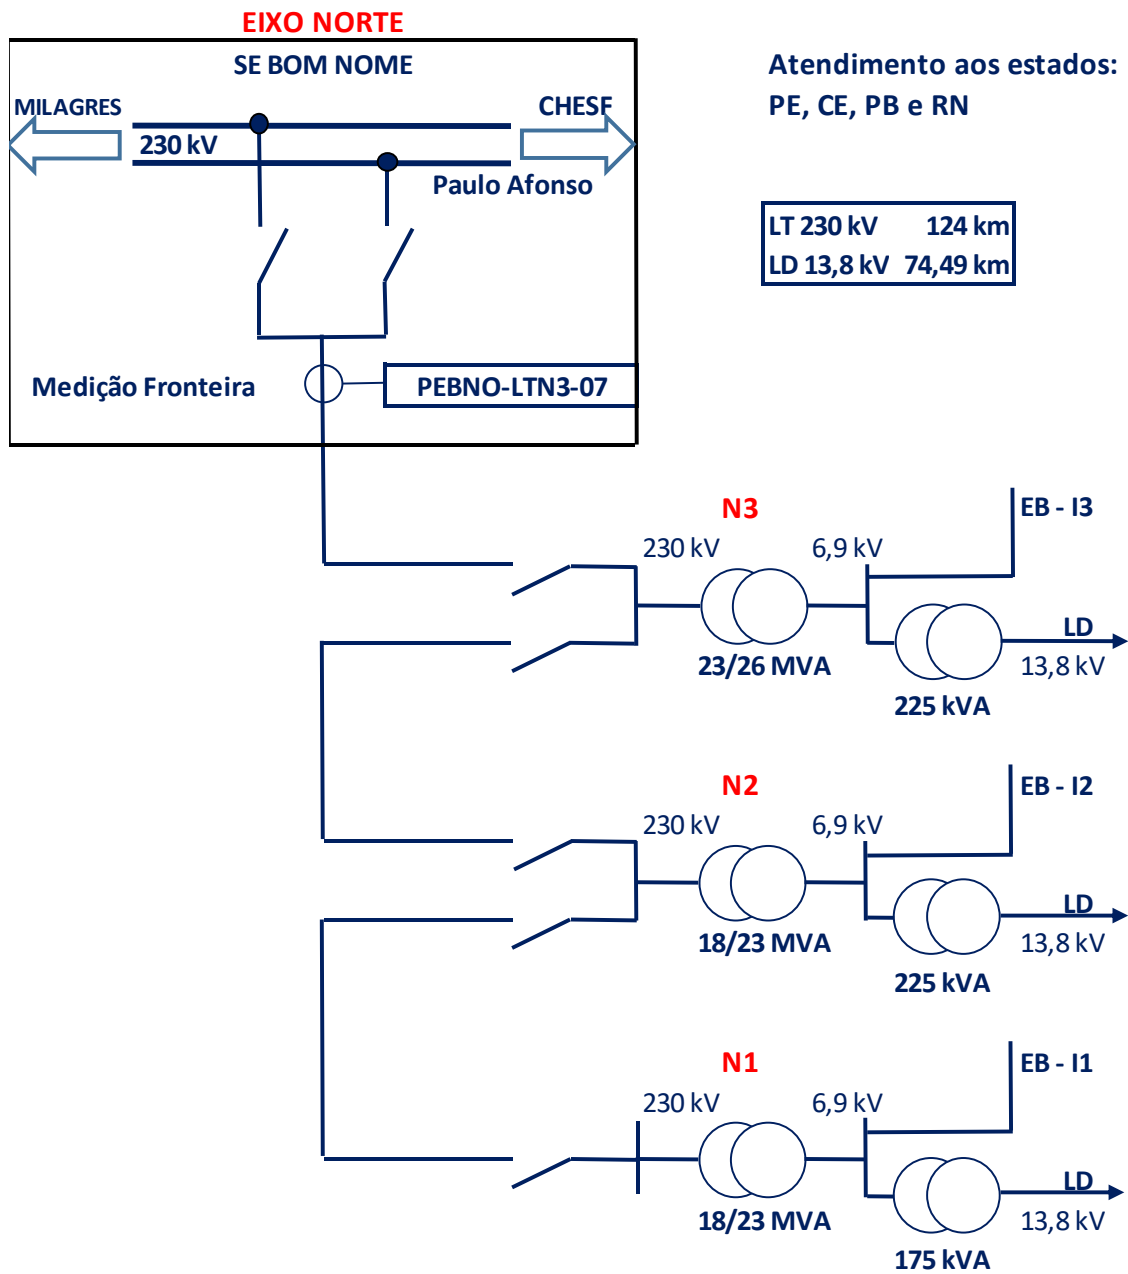 EIXO NORTE
SE BOM NOME
MILAGRES
CHESF
230 kV
Paulo Afonso
Atendimento aos estados:
PE, CE, PB e RN
LT 230 kV 124 km
LD 13,8 kV 74,49 km
Medição Fronteira
PEBNO-LTN3-07
N3
EB - I3
230 kV
6,9 kV
LD
23/26 MVA
13,8 kV
225 kVA
N2
EB - I2
230 kV
6,9 kV
LD
18/23 MVA
13,8 kV
225 kVA
N1
EB - I1
230 kV
6,9 kV
LD
18/23 MVA
13,8 kV
175 kVA